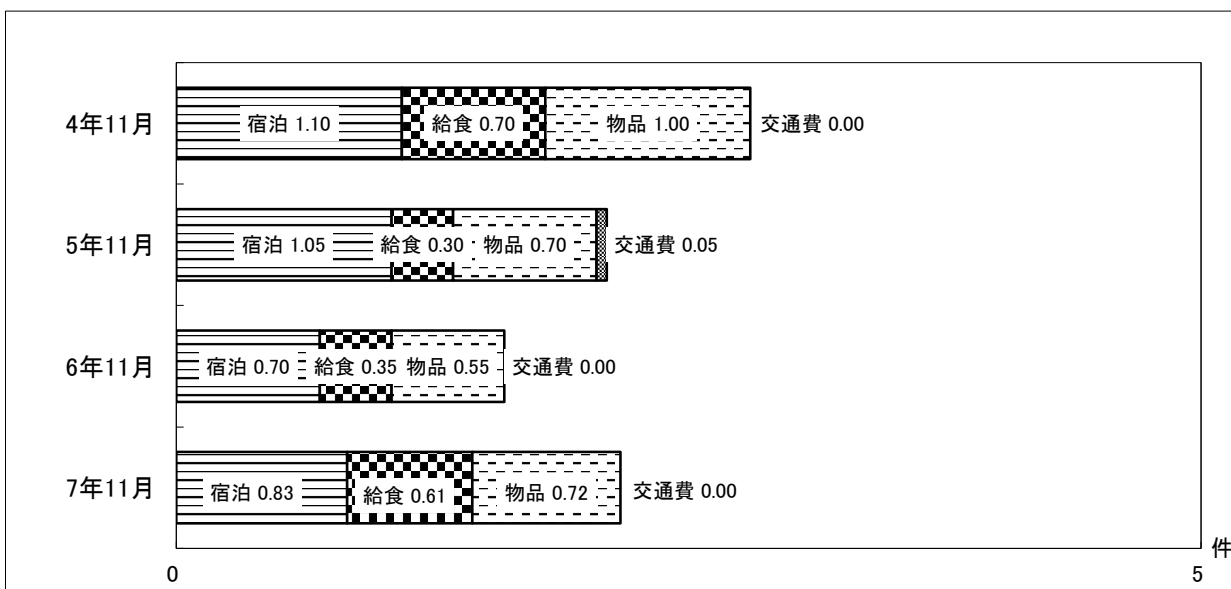 4年11月 宿泊 1.10 給食 0.70 物品 1.00 交通費 0.00
5年11月 宿泊 1.05 給食 0.30 物品 0.70 交通費 0.05
6年11月 宿泊 0.70 給食 0.35 物品 0.55 交通費 0.00
7年11月 宿泊 0.83 給食 0.61 物品 0.72 交通費 0.00
件
0 5